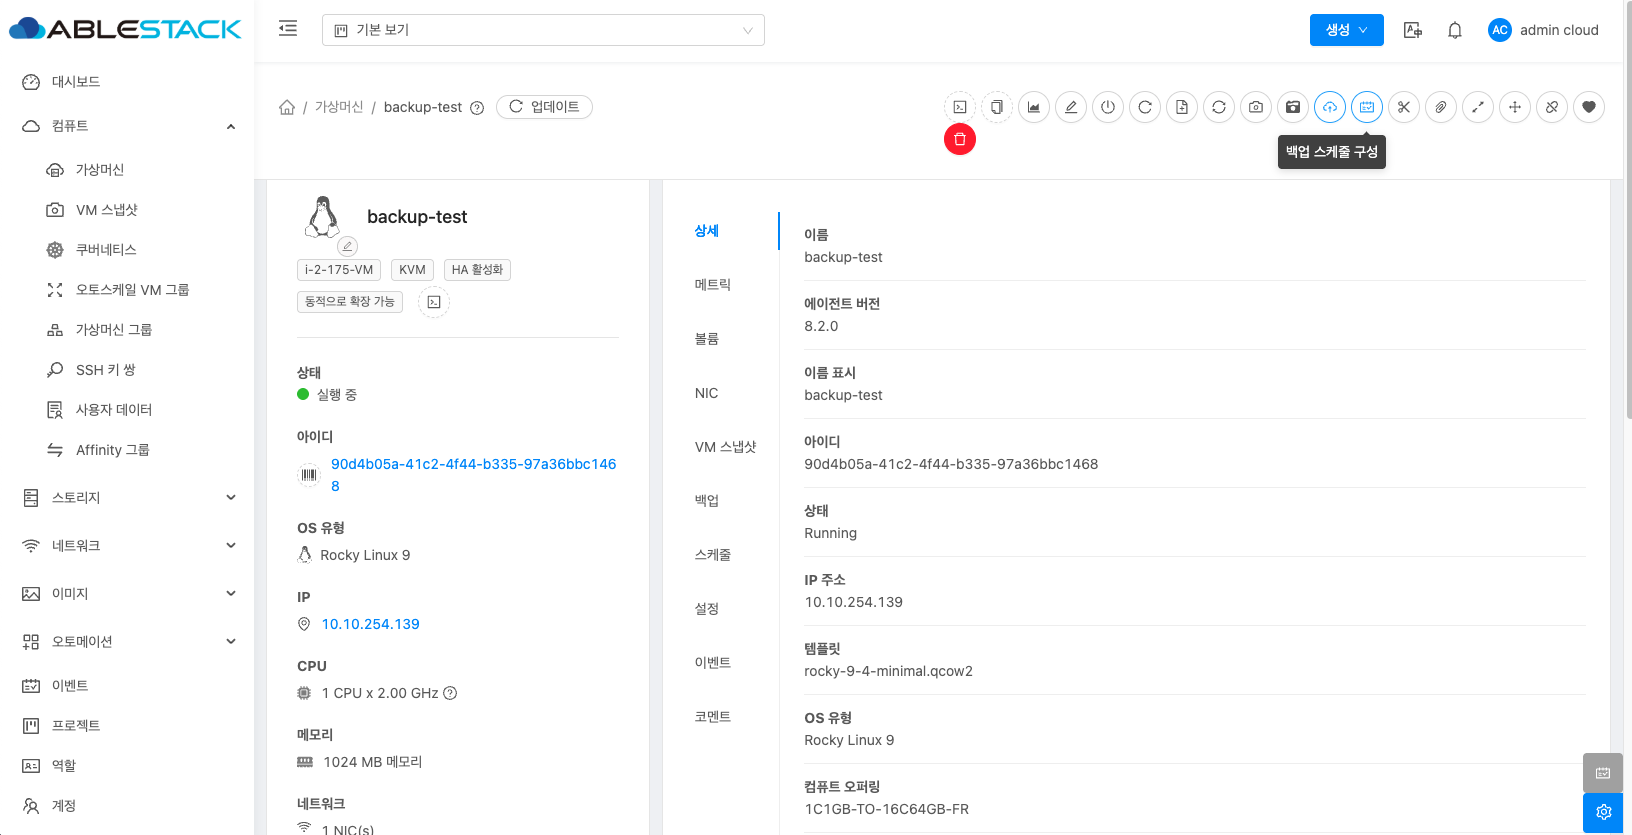 ABLESTACK
기본 보기
생성
AC
admin cloud
대시보드
컴퓨트
가상머신
VM 스냅샷
쿠버네티스
오토스케일 VM 그룹
가상머신 그룹
SSH 키 쌍
사용자 데이터
Affinity 그룹
스토리지
네트워크
이미지
오토메이션
이벤트
프로젝트
역할
계정
/ 가상머신 / backup-test
업데이트
백업 스케줄 구성
backup-test
i-2-175-VM
KVM
HA 활성화
동적으로 확장 가능
상태
실행 중
아이디
90d4b05a-41c2-4f44-b335-97a36bbc146
8
OS 유형
Rocky Linux 9
IP
10.10.254.139
CPU
1 CPU x 2.00 GHz
메모리
1024 MB 메모리
네트워크
1 NIC(s)
상세
메트릭
볼륨
NIC
VM 스냅샷
백업
스케줄
설정
이벤트
코멘트
이름
backup-test
에이전트 버전
8.2.0
이름 표시
backup-test
아이디
90d4b05a-41c2-4f44-b335-97a36bbc1468
상태
Running
IP 주소
10.10.254.139
템플릿
rocky-9-4-minimal.qcow2
OS 유형
Rocky Linux 9
컴퓨트 오퍼링
1C1GB-TO-16C64GB-FR